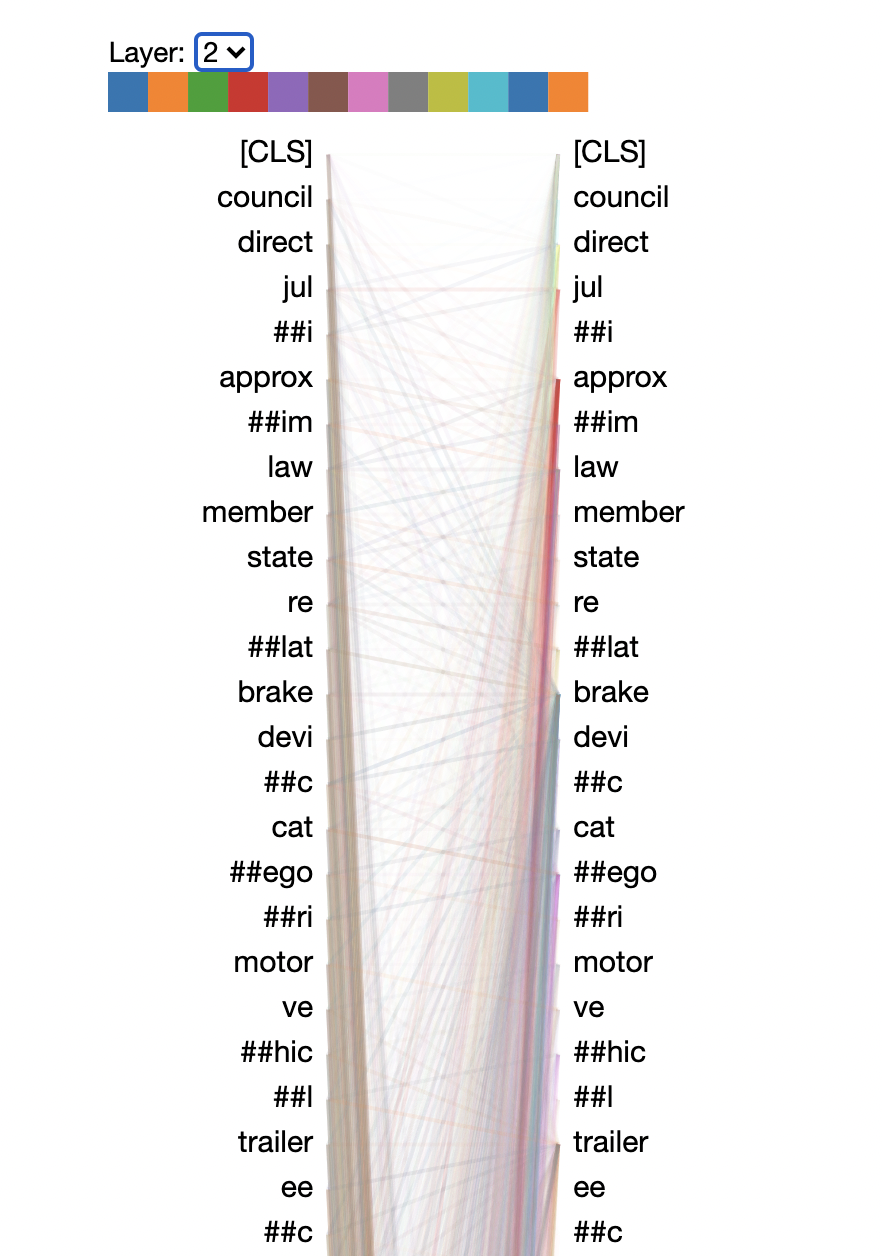 Layer: 2
[CLS] [CLS]
council council
direct direct
jul jul
##i ##i
approx approx
##im ##im
law law
member member
state state
re re
##lat ##lat
brake brake
devi devi
##c ##c
cat cat
##ego ##ego
##ri ##ri
motor motor
ve ve
##hic ##hic
##l ##l
trailer trailer
ee ee
##c ##c